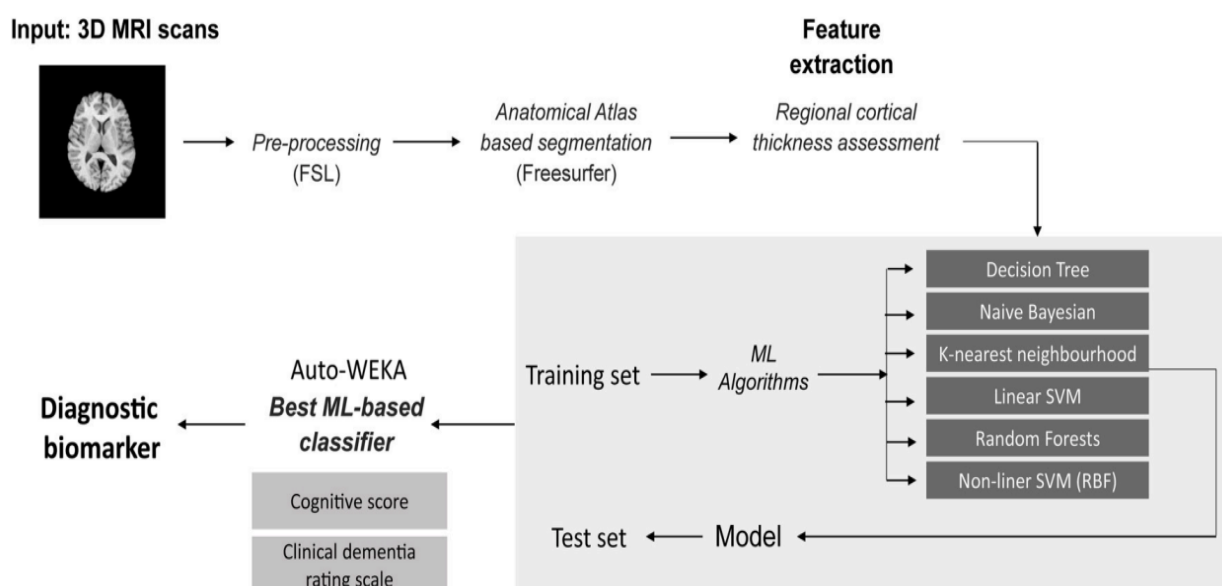 Input: 3D MRI scans
Feature
extraction
Pre-processing
(FSL)
Anatomical Atlas
based segmentation
(Freesurfer)
Regional cortical
thickness assessment
Training set
ML
Algorithms
Decision Tree
Naive Bayesian
K-nearest neighbourhood
Linear SVM
Random Forests
Non-liner SVM (RBF)
Model
Test set
Auto-WEKA
Best ML-based
classifier
Cognitive score
Clinical dementia
rating scale
Diagnostic
biomarker